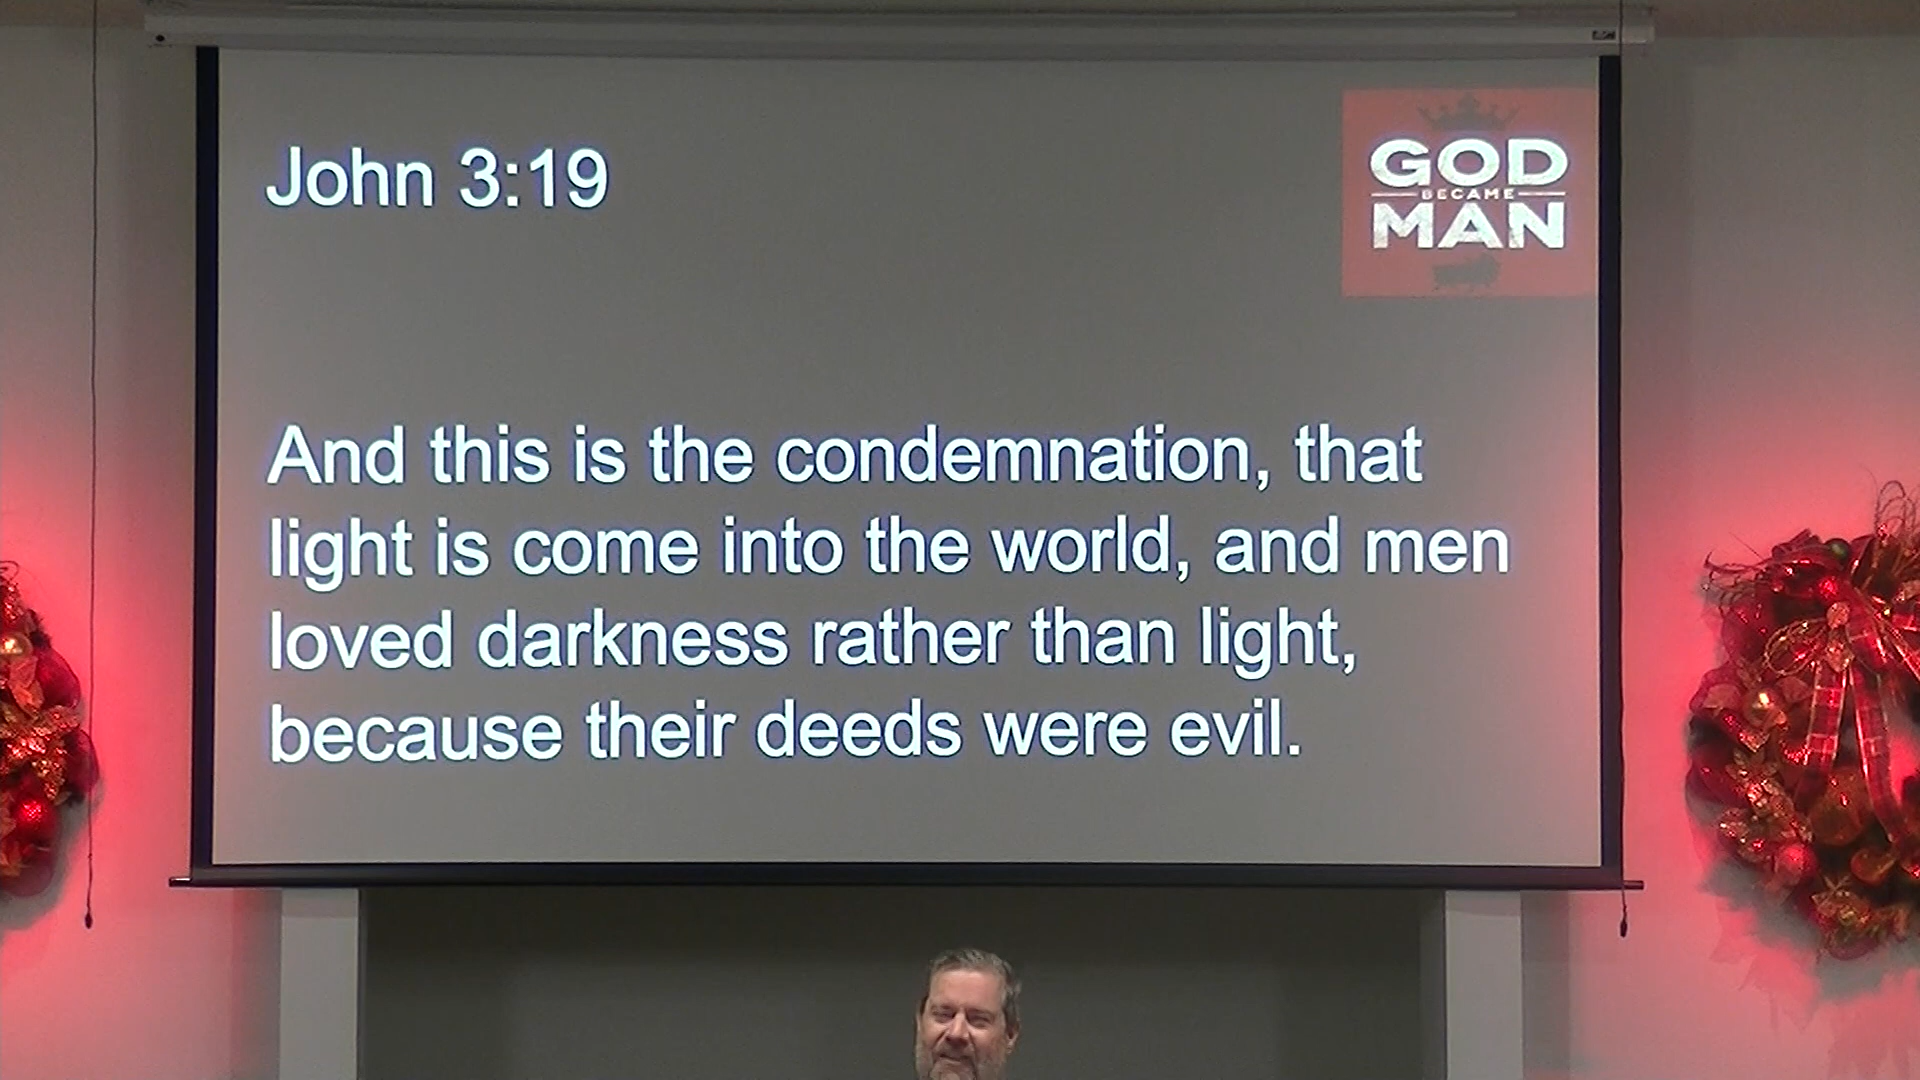 John 3:19
GOD
BECAME
MAN
And this is the condemnation, that
light is come into the world, and men
loved darkness rather than light,
because their deeds were evil.